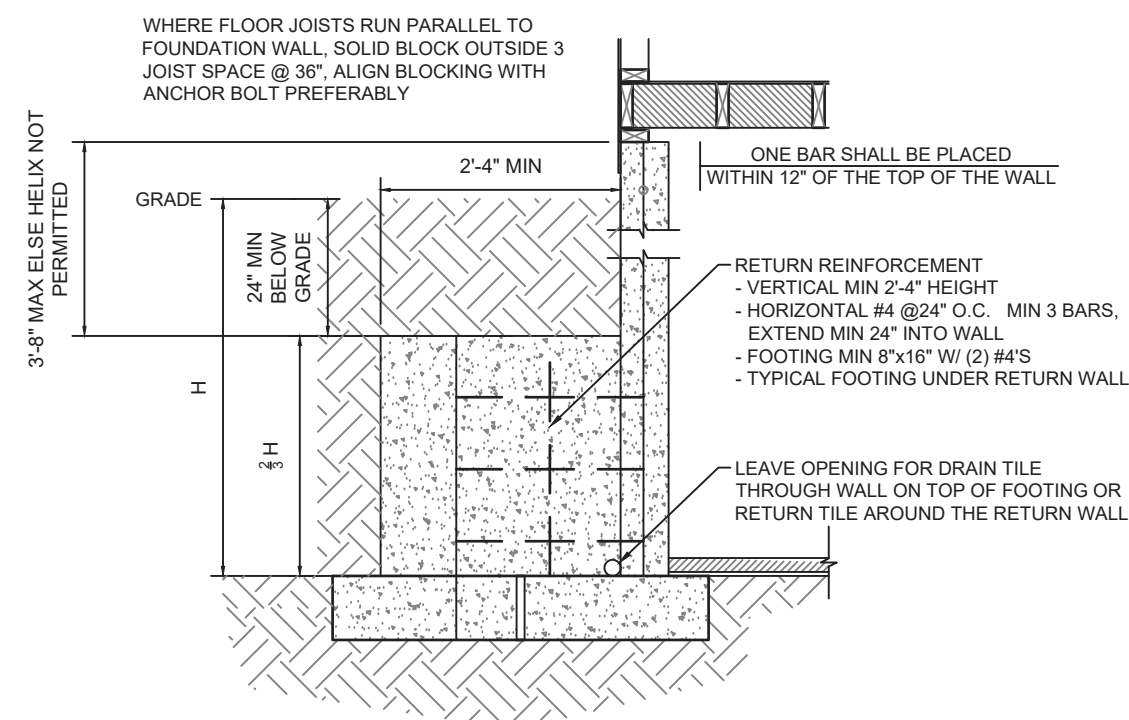 WHERE FLOOR JOISTS RUN PARALLEL TO
FOUNDATION WALL, SOLID BLOCK OUTSIDE 3
JOIST SPACE @ 36", ALIGN BLOCKING WITH
ANCHOR BOLT PREFERABLY
3'-8" MAX ELSE HELIX NOT
PERMITTED
GRADE
2'-4" MIN
24" MIN
BELOW
GRADE
H
2/3 H
ONE BAR SHALL BE PLACED
WITHIN 12" OF THE TOP OF THE WALL
RETURN REINFORCEMENT
- VERTICAL MIN 2'-4" HEIGHT
- HORIZONTAL #4 @24" O.C. MIN 3 BARS,
EXTEND MIN 24" INTO WALL
- FOOTING MIN 8"x16" W/ (2) #4'S
- TYPICAL FOOTING UNDER RETURN WALL
LEAVE OPENING FOR DRAIN TILE
THROUGH WALL ON TOP OF FOOTING OR
RETURN TILE AROUND THE RETURN WALL